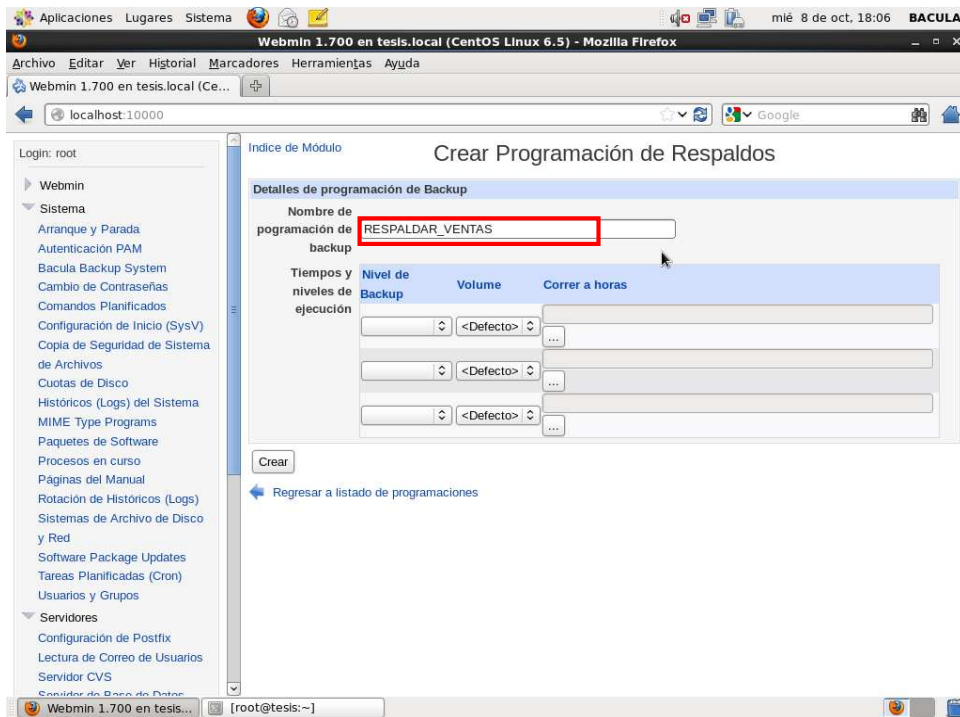 Aplicaciones Lugares Sistema
mié 8 de oct, 18:06 BACULA
Webmin 1.700 en tesis.local (CentOS Linux 6.5) - Mozilla Firefox
Archivo Editar Ver Historial Marcadores Herramientas Ayuda
Webmin 1.700 en tesis.local (Ce...
localhost:10000
Google
Login: root
Webmin
Sistema
Arranque y Parada
Autenticación PAM
Bacula Backup System
Cambio de Contraseñas
Comandos Planificados
Configuración de Inicio (SysV)
Copia de Seguridad de Sistema
de Archivos
Cuotas de Disco
Históricos (Logs) del Sistema
MIME Type Programs
Paquetes de Software
Procesos en curso
Páginas del Manual
Rotación de Históricos (Logs)
Sistemas de Archivo de Disco
y Red
Software Package Updates
Tareas Planificadas (Cron)
Usuarios y Grupos
Servidores
Configuración de Postfix
Lectura de Correo de Usuarios
Servidor CVS
Servidor de Base de Datos
Indice de Módulo
Crear Programación de Respaldos
Detalles de programación de Backup
Nombre de
pogramación de
backup
RESPALDAR_VENTAS
Tiempos y
niveles de
ejecución
Nivel de
Backup
Volume
Correr a horas
<Defecto>
...
<Defecto>
...
<Defecto>
...
Crear
Regresar a listado de programaciones
Webmin 1.700 en tesis...
[root@tesis:~]